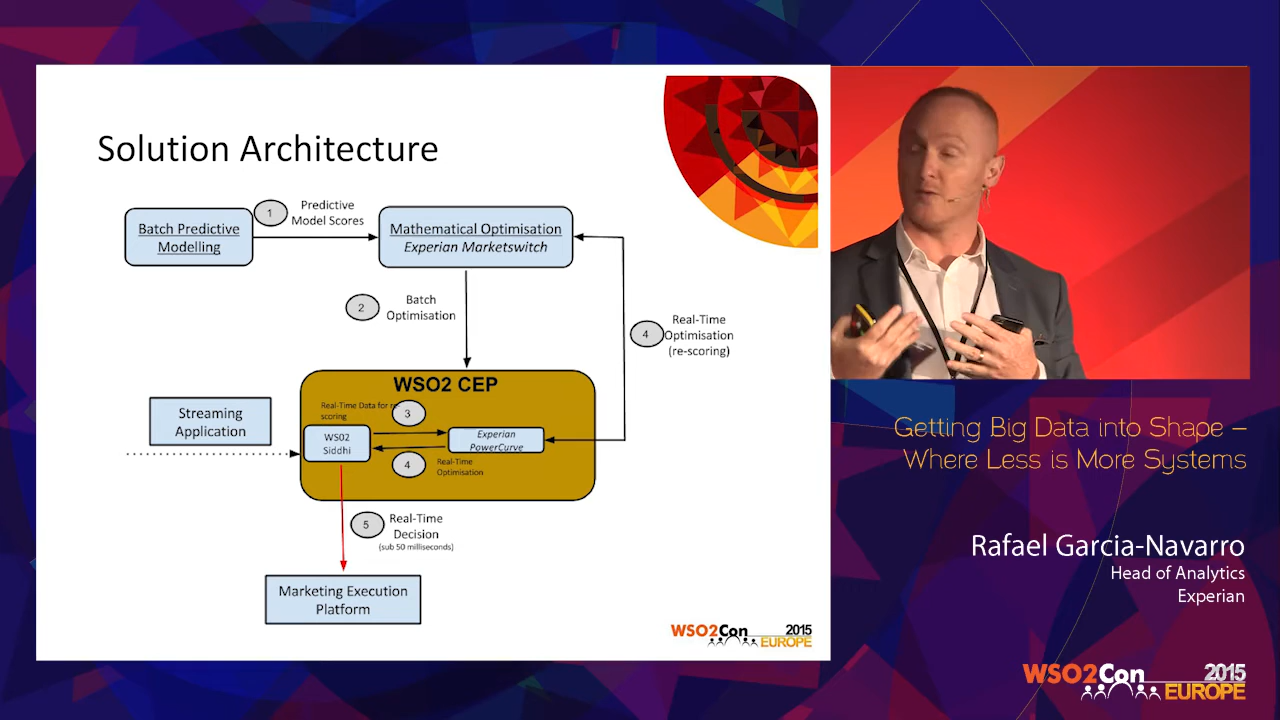 Solution Architecture
Batch Predictive
Modelling
1
Predictive
Model Scores
Mathematical Optimisation
Experian Marketswitch
2
Batch
Optimisation
4
Real-Time
Optimisation
(re-scoring)
WSO2 CEP
Real-Time Data for re-
scoring
3
Streaming
Application
WS02
Siddhi
Experian
PowerCurve
4
Real-Time
Optimisation
5
Real-Time
Decision
(sub 50 milliseconds)
Marketing Execution
Platform
WSO2Con 2015
EUROPE
Getting Big Data into Shape –
Where Less is More Systems
Rafael Garcia-Navarro
Head of Analytics
Experian
WSO2Con 2015
EUROPE